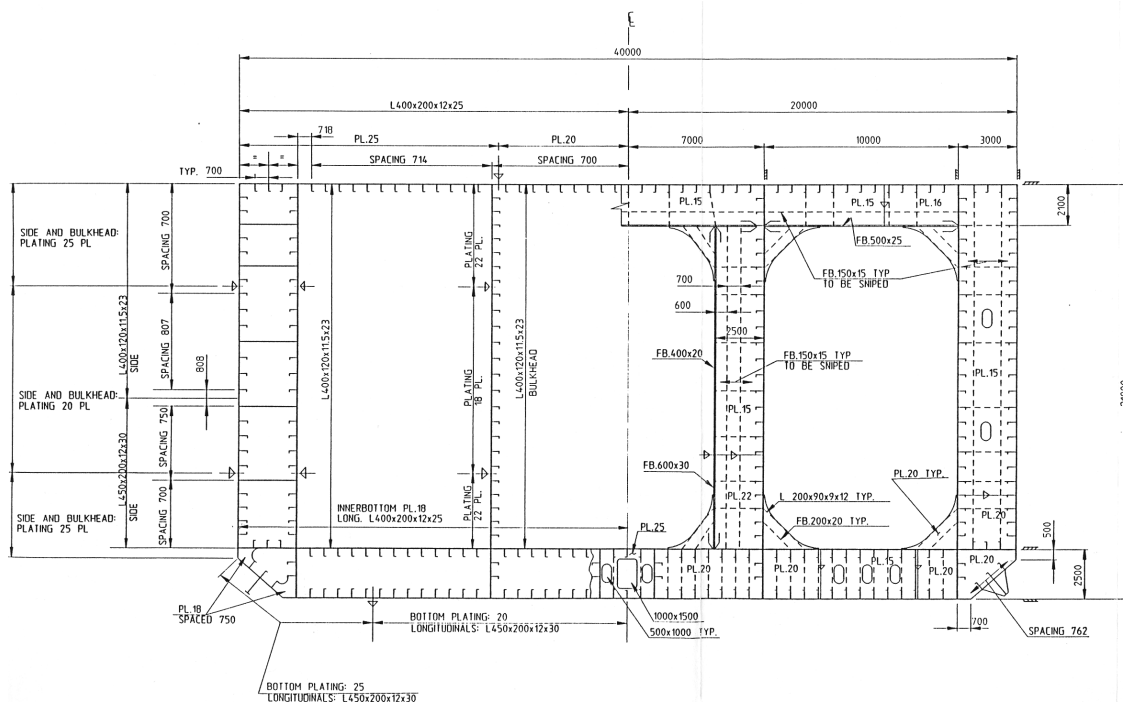 40000
L400x200x12x25
20000
718
PL.25
PL.20
7000
10000
3000
= =
SPACING 714
SPACING 700
TYP. 700
PL.15
PL.15
PL.16
2100
SIDE AND BULKHEAD:
PLATING 25 PL
SPACING 700
PLATING
22 PL.
FB.500x25
FB.150x15 TYP
TO BE SNIPED
700
600
L400x120x11.5x23
SIDE
SPACING 807
808
L400x120x11.5x23
L400x120x11.5x23
BULKHEAD
2500
FB.400x20
FB.150x15 TYP
TO BE SNIPED
PL.15
PL.15
SIDE AND BULKHEAD:
PLATING 20 PL
PLATING
18 PL.
SPACING 750
L450x200x12x30
SIDE
FB.600x30
PL.20 TYP.
PL.22
L 200x90x9x12 TYP.
SIDE AND BULKHEAD:
PLATING 25 PL
SPACING 700
INNERBOTTOM PL.18
LONG. L400x200x12x25
PLATING
22 PL.
FB.200x20 TYP.
PL.20
500
PL.25
PL.20
PL.20
PL.15
PL.20
PL.20
2500
PL.18
SPACED 750
BOTTOM PLATING: 20
LONGITUDINALS: L450x200x12x30
1000x1500
500x1000 TYP.
700
SPACING 762
BOTTOM PLATING: 25
LONGITUDINALS: L450x200x12x30